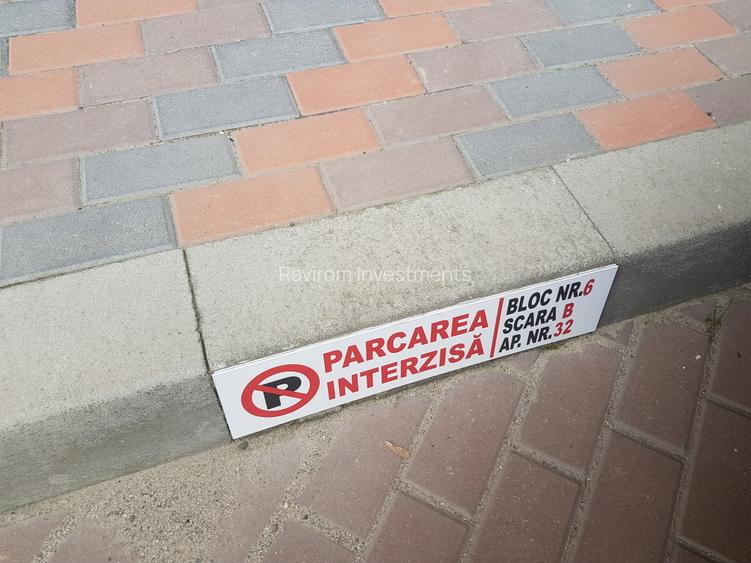 Ravirom Investments
P
PARCAREA
INTERZISĂ
BLOC NR.6
SCARA B
AP. NR.32